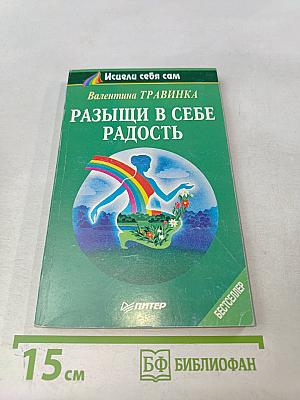 Исцели себя сам
Валентина ТРАВИНКА
РАЗЫЩИ В СЕБЕ
РАДОСТЬ
ПИТЕР
БЕСТСЕЛЛЕР
15 см
БФ БИБЛИОФАН